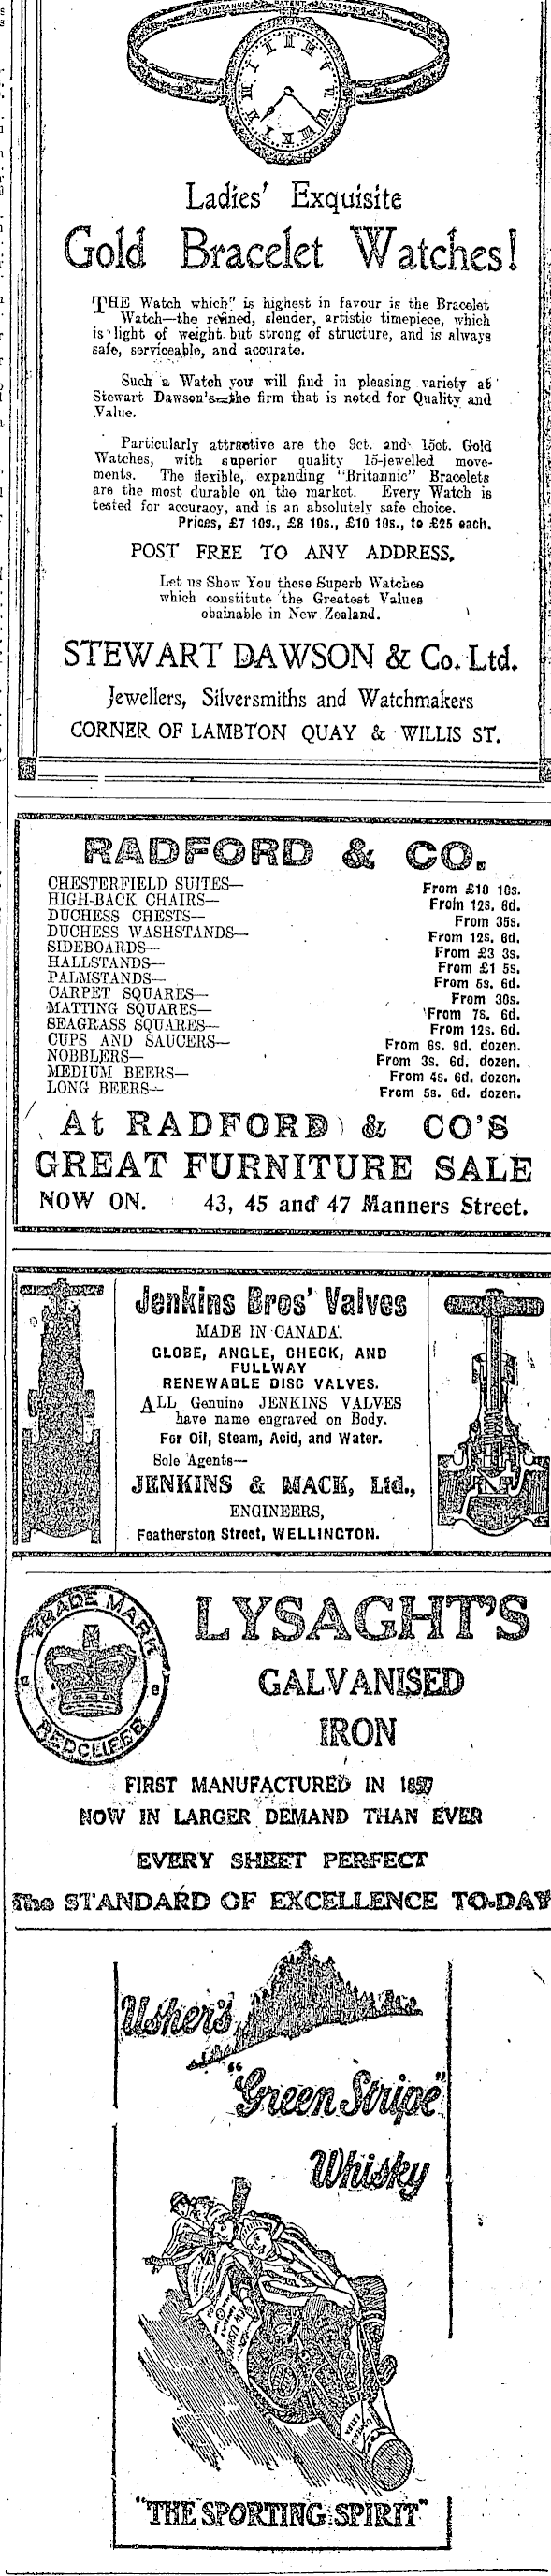 Ladies' Exquisite
Gold Bracelet Watches!
THE Watch which is highest in favour is the Bracelet
Watch—the refined, slender, artistic timepiece, which
is light of weight but strong of structure, and is always
safe, serviceable, and accurate.
Such a Watch you will find in pleasing variety at
Stewart Dawson's—the firm that is noted for Quality and
Value.
Particularly attractive are the 9ct. and 15ct. Gold
Watches, with superior quality 15-jewelled move-
ments. The flexible, expanding "Britannic" Bracelets
are the most durable on the market. Every Watch is
tested for accuracy, and is an absolutely safe choice.
Prices, £7 10s., £8 10s., £10 10s., to £25 each.
POST FREE TO ANY ADDRESS.
Let us Show You these Superb Watches
which constitute the Greatest Values
obainable in New Zealand.
STEWART DAWSON & Co. Ltd.
Jewellers, Silversmiths and Watchmakers
CORNER OF LAMBTON QUAY & WILLIS ST.
RADFORD & CO.
CHESTERFIELD SUITES— From £10 10s.
HIGH-BACK CHAIRS— From 12s. 6d.
DUCHESS CHESTS— From 35s.
DUCHESS WASHSTANDS— From 12s. 6d.
SIDEBOARDS— From £3 3s.
HALLSTANDS— From £1 5s.
PALMSTANDS— From 5s. 6d.
CARPET SQUARES— From 30s.
MATTING SQUARES— From 7s. 6d.
SEAGRASS SQUARES— From 12s. 6d.
CUPS AND SAUCERS— From 6s. 9d. dozen.
NOBBLERS— From 3s. 6d. dozen.
MEDIUM BEERS— From 4s. 6d. dozen.
LONG BEERS— From 5s. 6d. dozen.
At RADFORD & CO'S
GREAT FURNITURE SALE
NOW ON. 43, 45 and 47 Manners Street.
Jenkins Bros' Valves
MADE IN CANADA.
GLOBE, ANGLE, CHECK, AND
FULLWAY
RENEWABLE DISC VALVES.
ALL Genuine JENKINS VALVES
have name engraved on Body.
For Oil, Steam, Acid, and Water.
Sole Agents—
JENKINS & MACK, Ltd.,
ENGINEERS,
Featherston Street, WELLINGTON.
TRADE MARK
REDCLIFFE
LYSAGHT'S
GALVANISED
IRON
FIRST MANUFACTURED IN 1857
NOW IN LARGER DEMAND THAN EVER
EVERY SHEET PERFECT
The STANDARD OF EXCELLENCE TO-DAY
Usher's
"Green Stripe"
Whisky
"THE SPORTING SPIRIT"